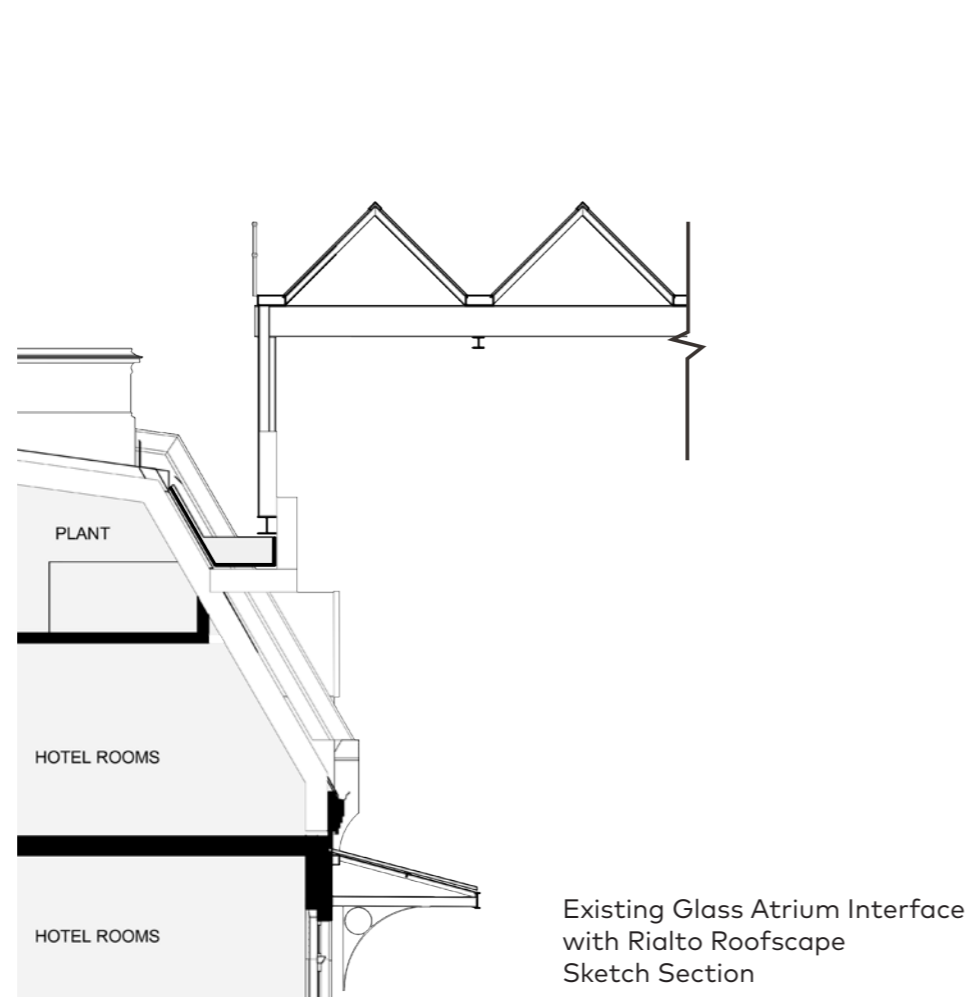 PLANT
HOTEL ROOMS
HOTEL ROOMS
Existing Glass Atrium Interface
with Rialto Roofscape
Sketch Section